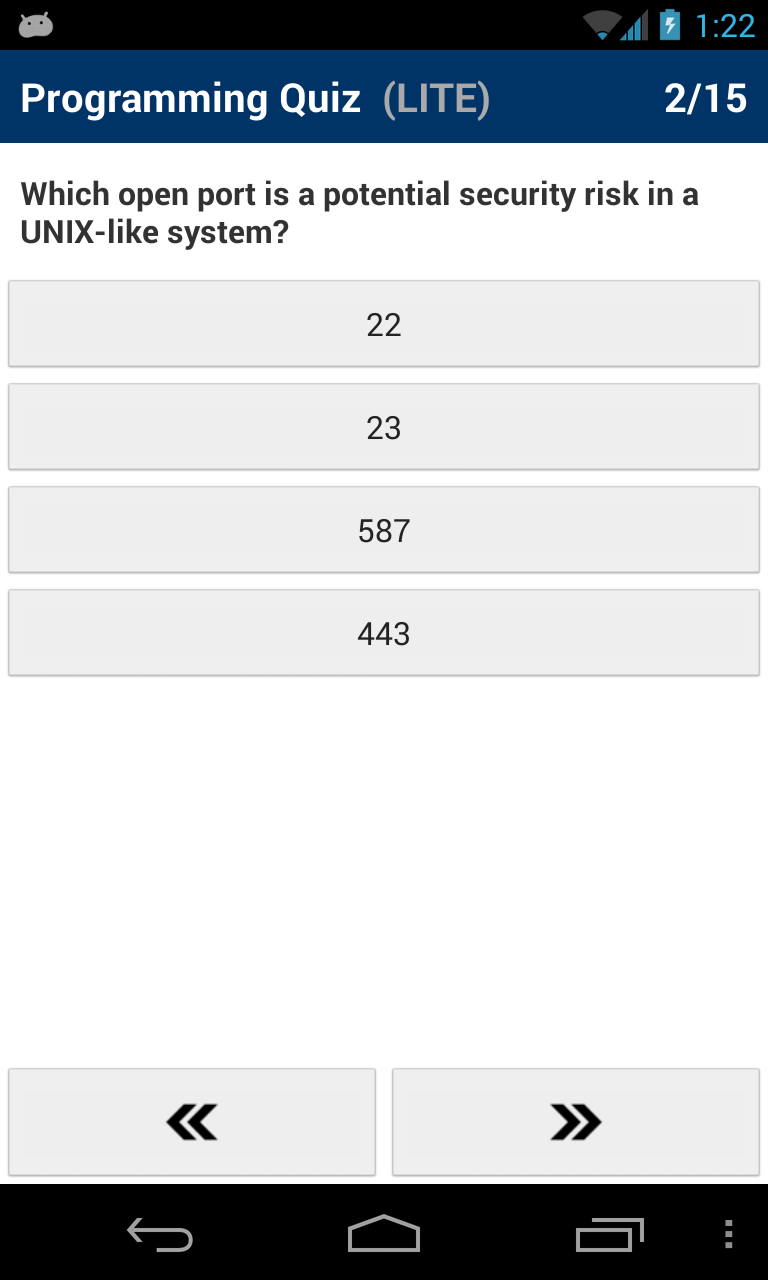 1:22
Programming Quiz (LITE) 2/15
Which open port is a potential security risk in a
UNIX-like system?
22
23
587
443